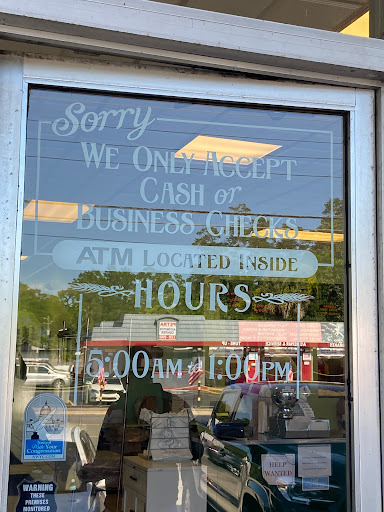 Sorry
WE ONLY ACCEPT
CASH or
BUSINESS CHECKS
ATM LOCATED INSIDE
HOURS
5:00AM 1:00PM
HELP
WANTED
WARNING
THESE
PREMISES
MONITORED